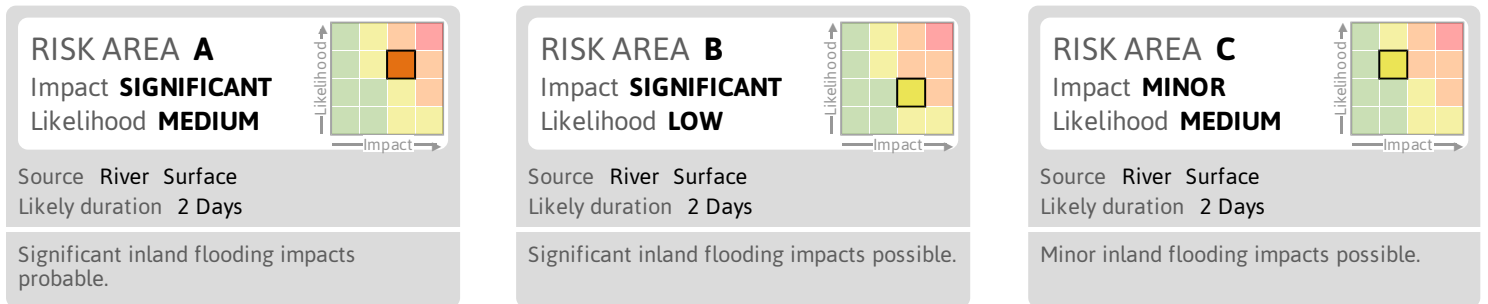 RISK AREA A
Impact SIGNIFICANT
Likelihood MEDIUM
Likelihood
Impact
Source River Surface
Likely duration 2 Days
Significant inland flooding impacts
probable.
RISK AREA B
Impact SIGNIFICANT
Likelihood LOW
Likelihood
Impact
Source River Surface
Likely duration 2 Days
Significant inland flooding impacts possible.
RISK AREA C
Impact MINOR
Likelihood MEDIUM
Likelihood
Impact
Source River Surface
Likely duration 2 Days
Minor inland flooding impacts possible.